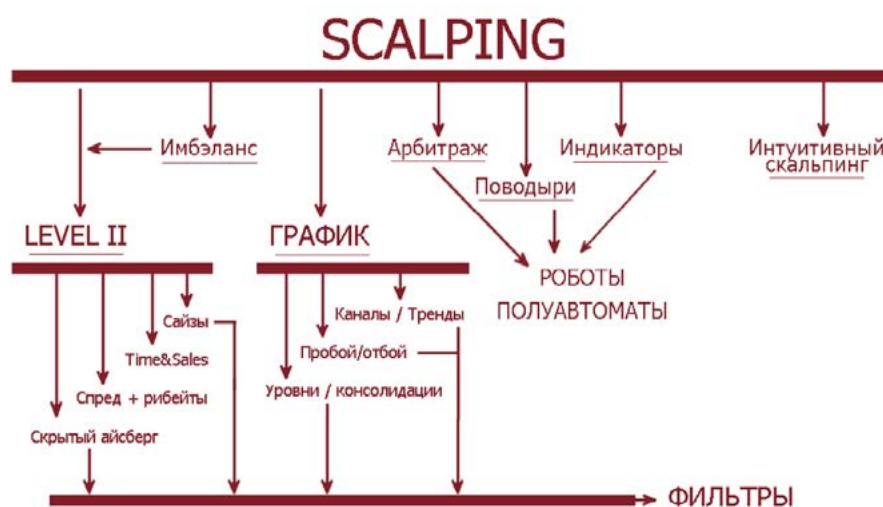 SCALPING
Имбэланс
Арбитраж
Поводыри
Индикаторы
Интуитивный
скальпинг
LEVEL II
ГРАФИК
РОБОТЫ
ПОЛУАВТОМАТЫ
Сайзы
Time&Sales
Спред + рибейты
Скрытый айсберг
Каналы / Тренды
Пробой/отбой
Уровни / консолидации
ФИЛЬТРЫ